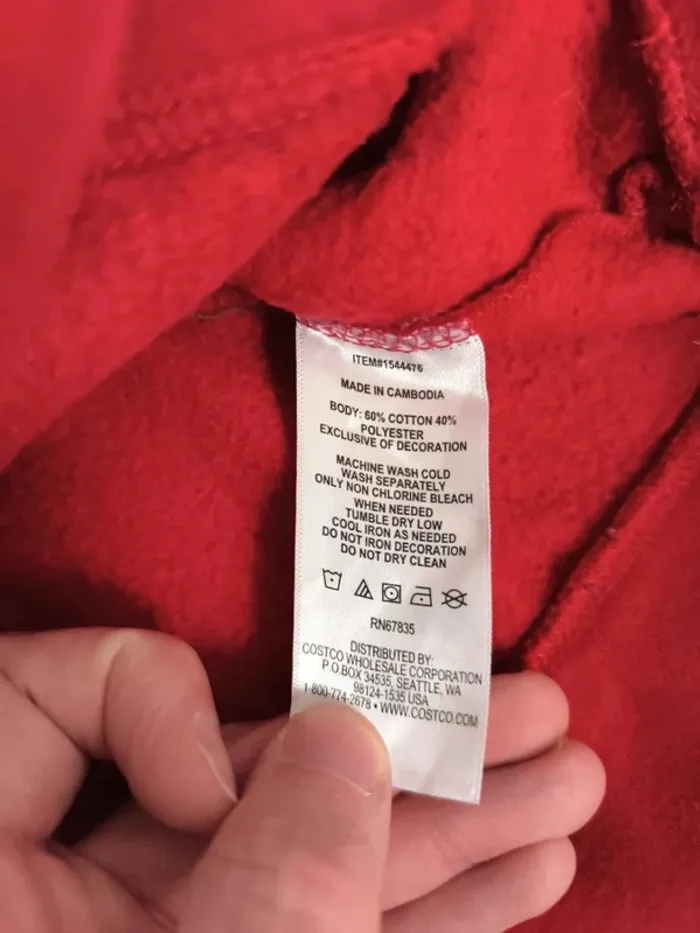 ITEM#1544476
MADE IN CAMBODIA
BODY: 60% COTTON 40%
POLYESTER
EXCLUSIVE OF DECORATION
MACHINE WASH COLD
WASH SEPARATELY
ONLY NON CHLORINE BLEACH
WHEN NEEDED
TUMBLE DRY LOW
COOL IRON AS NEEDED
DO NOT IRON DECORATION
DO NOT DRY CLEAN
RN67835
DISTRIBUTED BY:
COSTCO WHOLESALE CORPORATION
P.O.BOX 34535, SEATTLE, WA
98124-1535 USA
1-800-774-2678 • WWW.COSTCO.COM